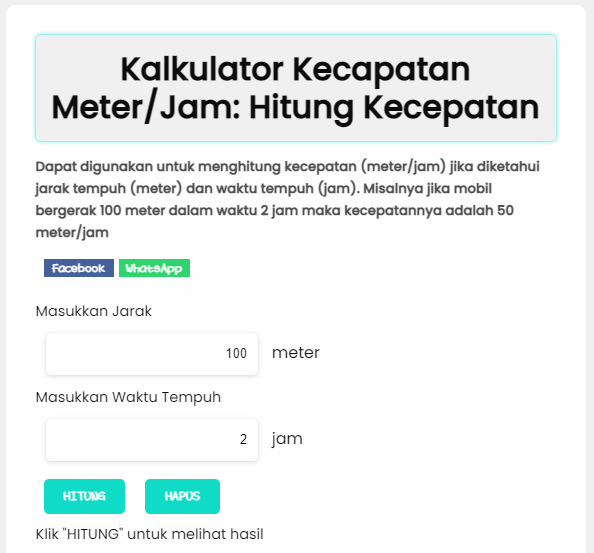 Kalkulator Kecapatan
Meter/Jam: Hitung Kecepatan
Dapat digunakan untuk menghitung kecepatan (meter/jam) jika diketahui
jarak tempuh (meter) dan waktu tempuh (jam). Misalnya jika mobil
bergerak 100 meter dalam waktu 2 jam maka kecepatannya adalah 50
meter/jam
Facebook WhatsApp
Masukkan Jarak
100 meter
Masukkan Waktu Tempuh
2 jam
HITUNG HAPUS
Klik "HITUNG" untuk melihat hasil